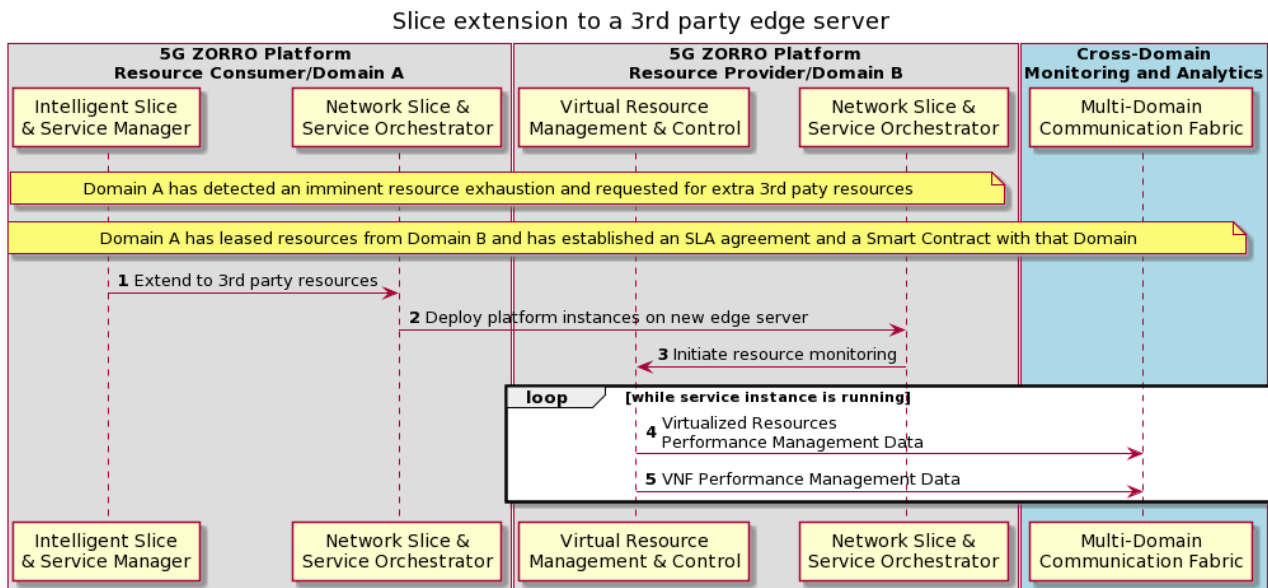 Slice extension to a 3rd party edge server
5G ZORRO Platform
Resource Consumer/Domain A
5G ZORRO Platform
Resource Provider/Domain B
Cross-Domain
Monitoring and Analytics
Intelligent Slice
& Service Manager
Network Slice &
Service Orchestrator
Virtual Resource
Management & Control
Network Slice &
Service Orchestrator
Multi-Domain
Communication Fabric
Domain A has detected an imminent resource exhaustion and requested for extra 3rd paty resources
Domain A has leased resources from Domain B and has established an SLA agreement and a Smart Contract with that Domain
1 Extend to 3rd party resources
2 Deploy platform instances on new edge server
3 Initiate resource monitoring
loop [while service instance is running]
4 Virtualized Resources
Performance Management Data
5 VNF Performance Management Data
Intelligent Slice
& Service Manager
Network Slice &
Service Orchestrator
Virtual Resource
Management & Control
Network Slice &
Service Orchestrator
Multi-Domain
Communication Fabric